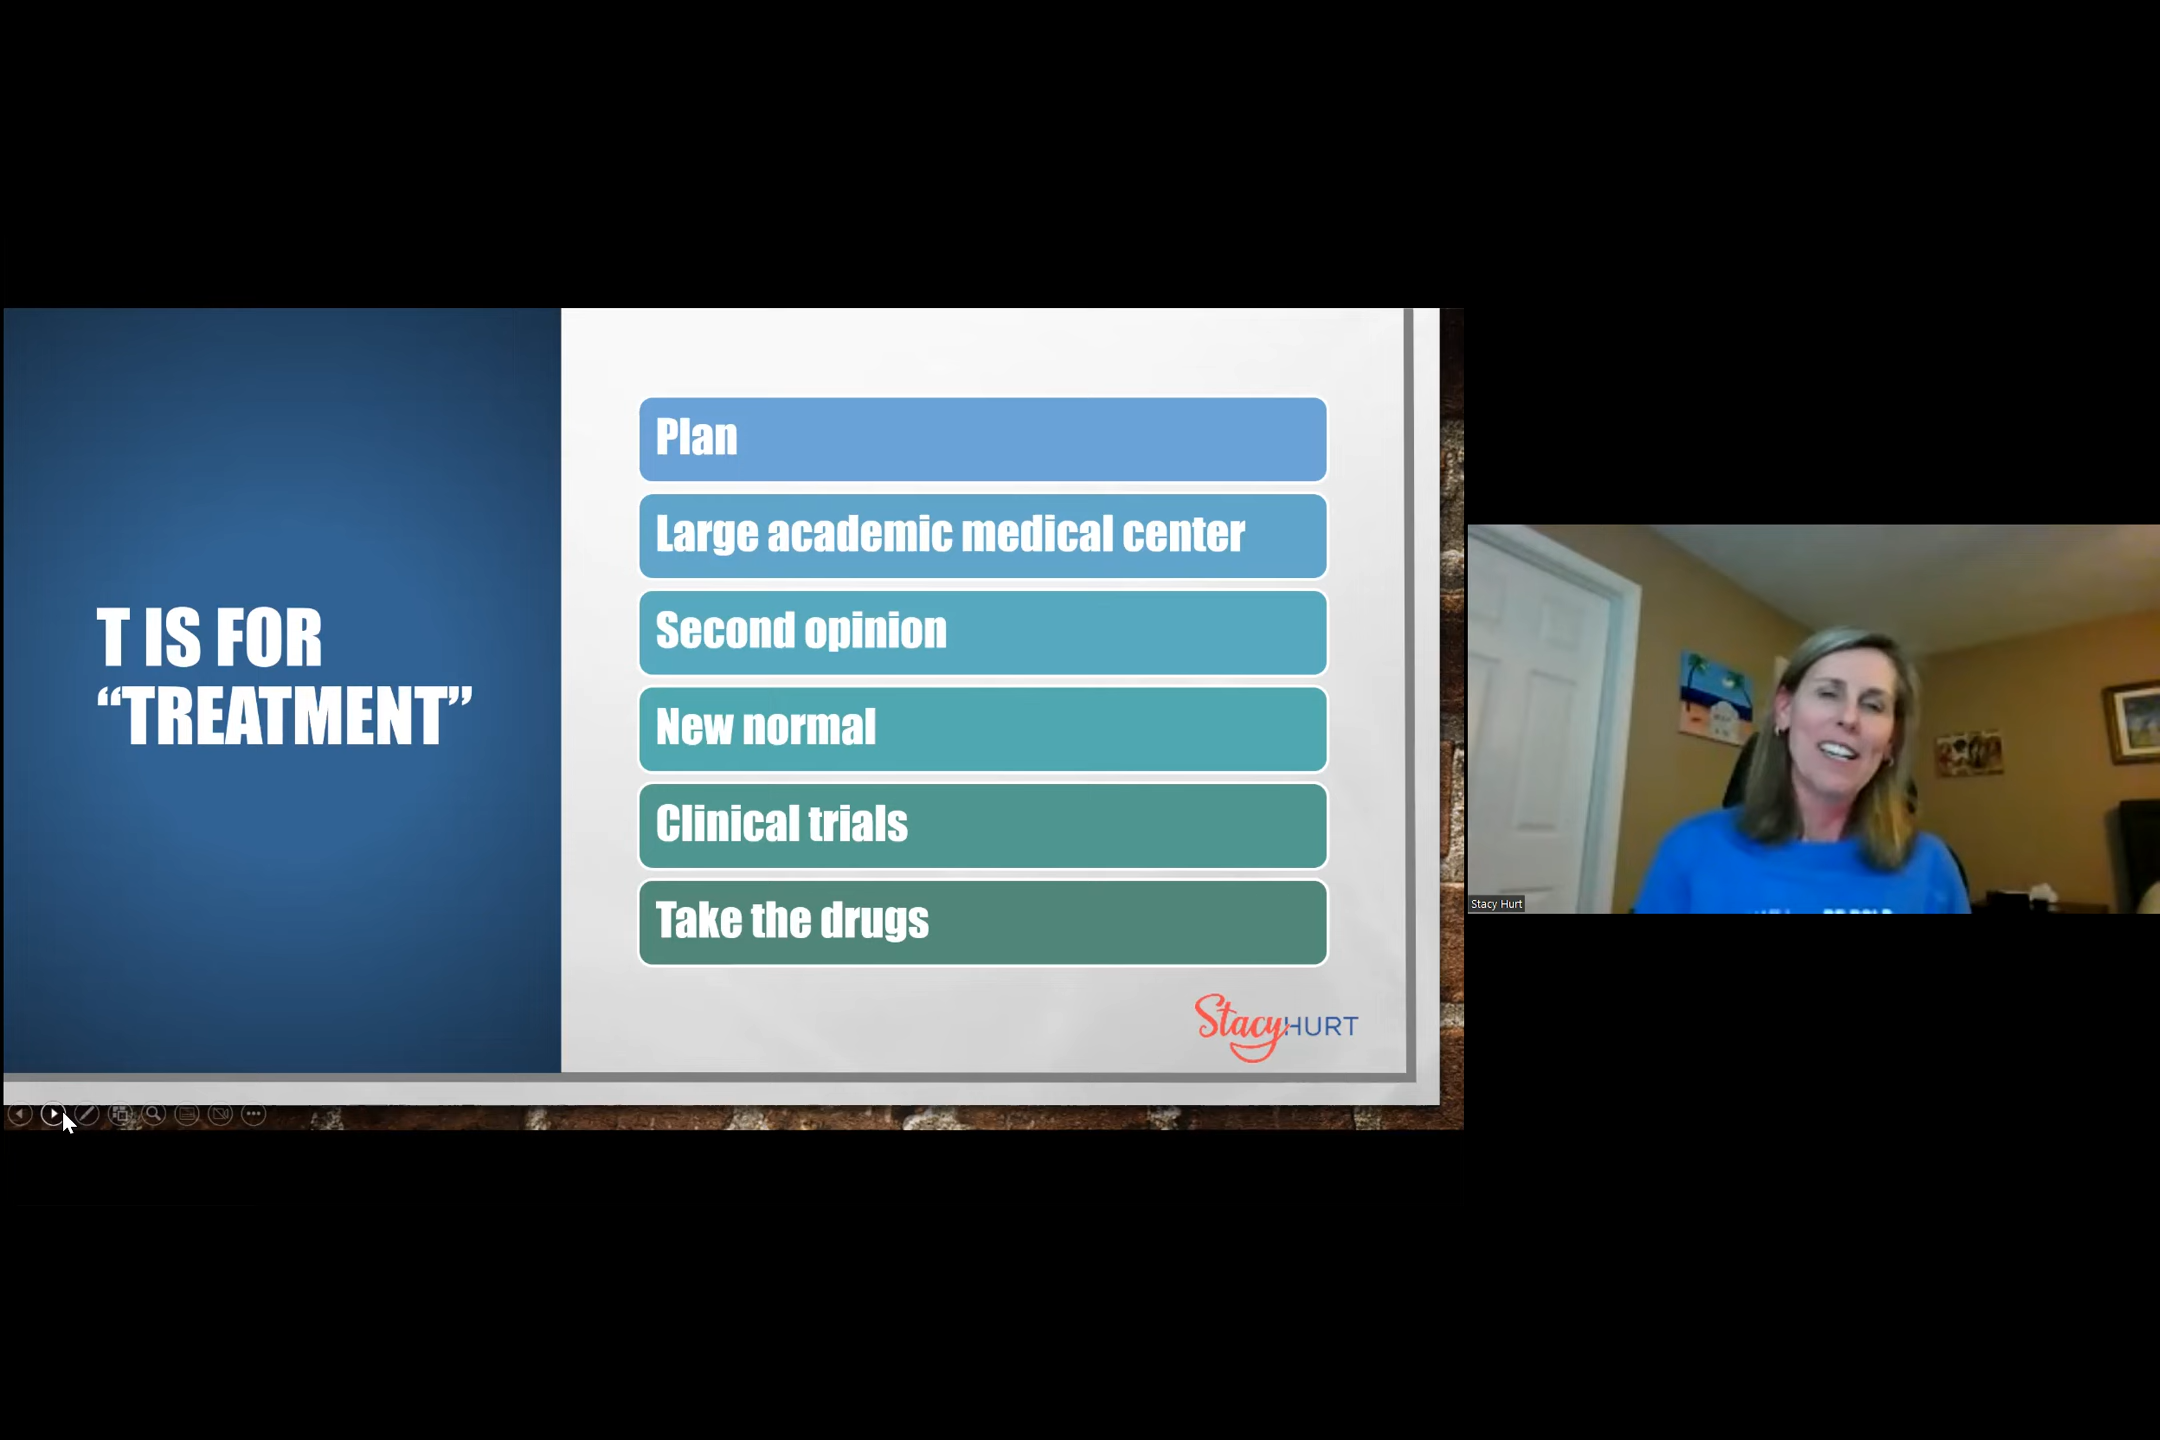 T IS FOR
“TREATMENT”
Plan
Large academic medical center
Second opinion
New normal
Clinical trials
Take the drugs
StacyHURT
Stacy Hurt